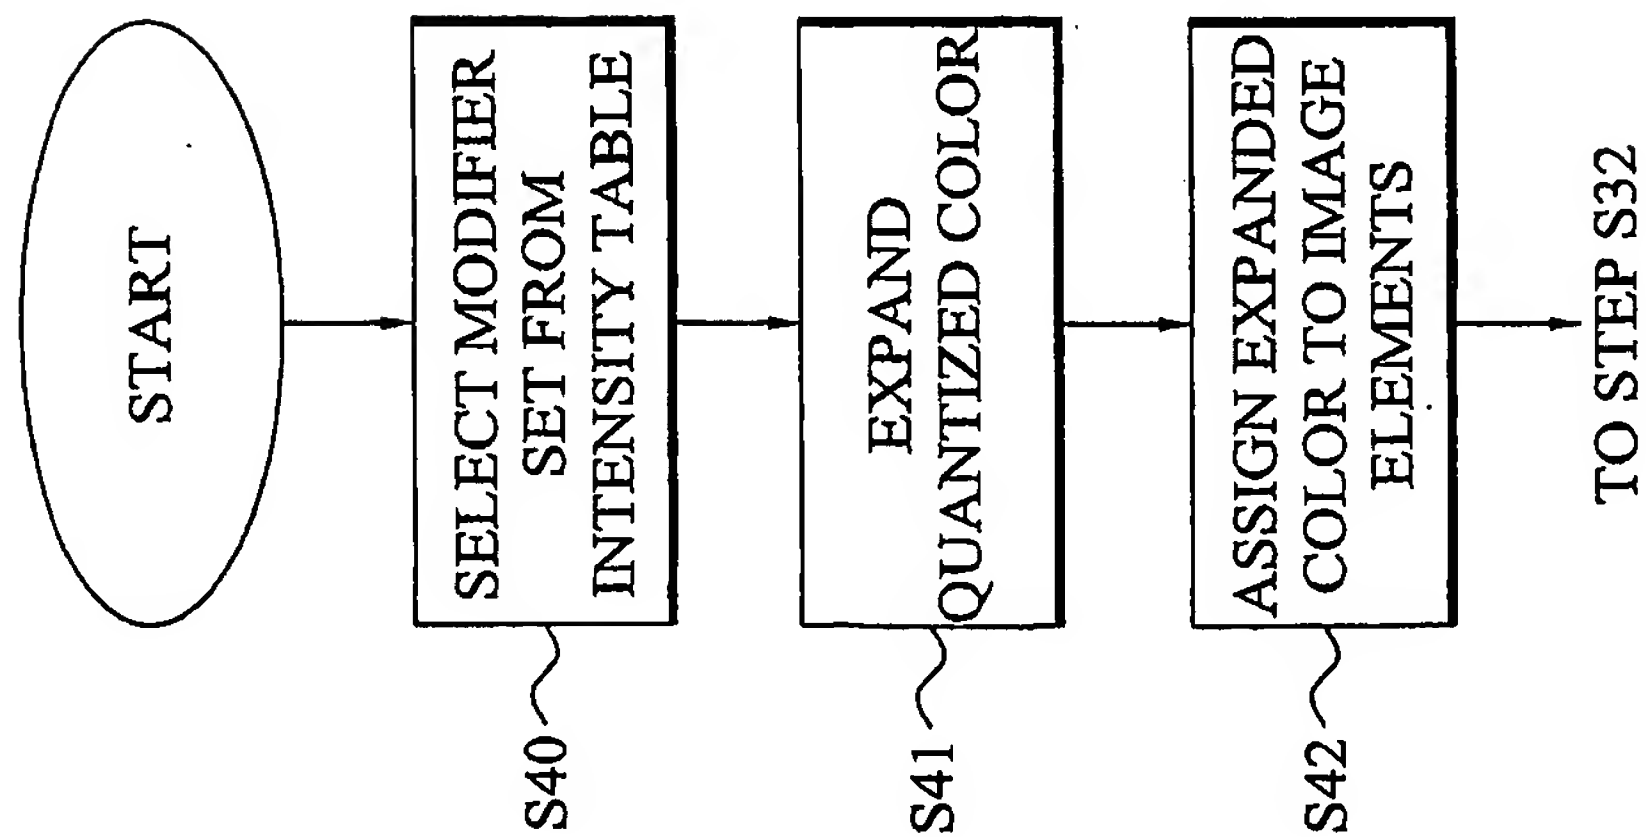 START
SELECT MODIFIER
SET FROM
INTENSITY TABLE
S40
EXPAND
QUANTIZED COLOR
S41
ASSIGN EXPANDED
COLOR TO IMAGE
ELEMENTS
S42
TO STEP S32